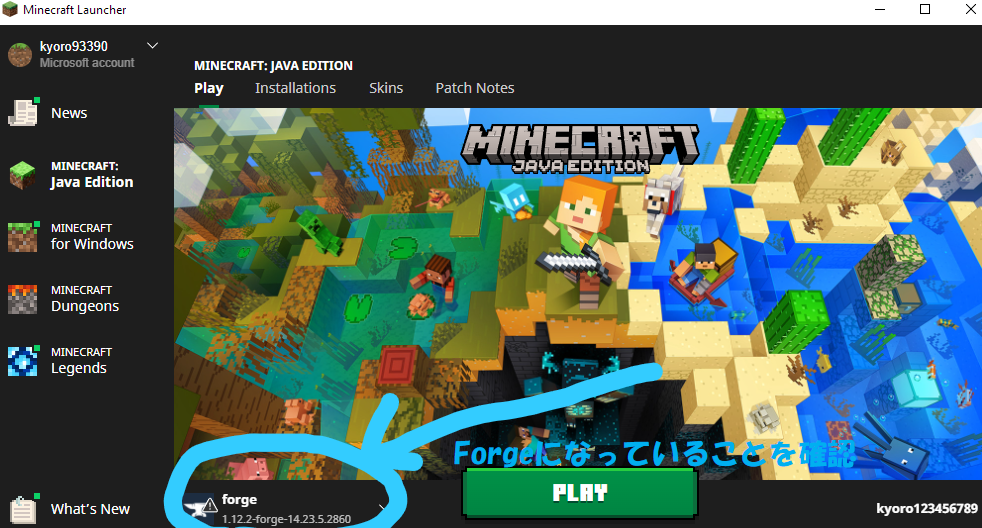 Minecraft Launcher
kyoro93390
Microsoft account
News
MINECRAFT:
Java Edition
MINECRAFT
for Windows
MINECRAFT
Dungeons
MINECRAFT
Legends
What's New
MINECRAFT: JAVA EDITION
Play Installations Skins Patch Notes
MINECRAFT
JAVA EDITION
Forgeになっていることを確認
forge
1.12.2-forge-14.23.5.2860
PLAY
kyoro123456789